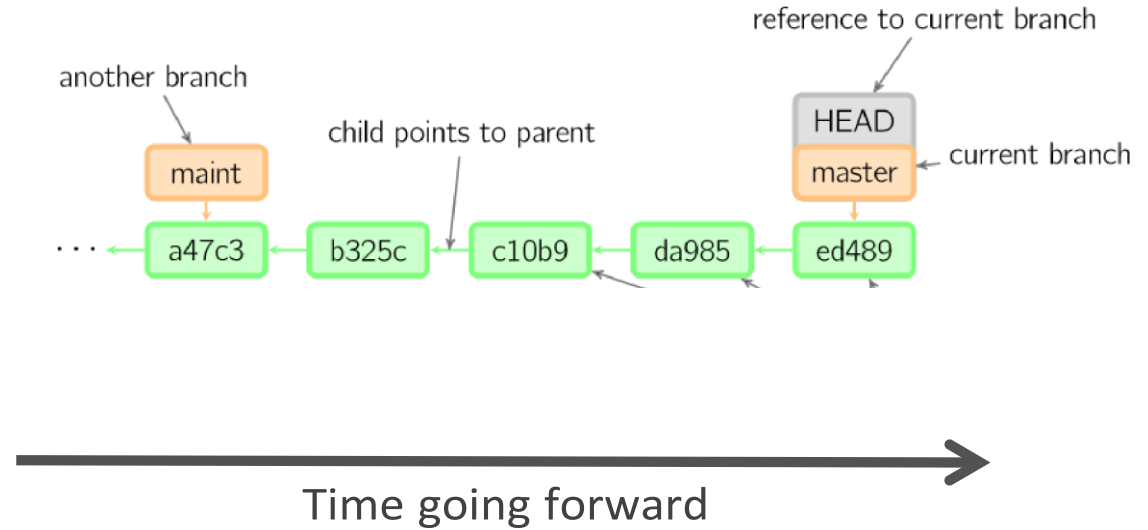 reference to current branch
another branch
child points to parent
HEAD
current branch
maint
master
... a47c3 b325c c10b9 da985 ed489
Time going forward